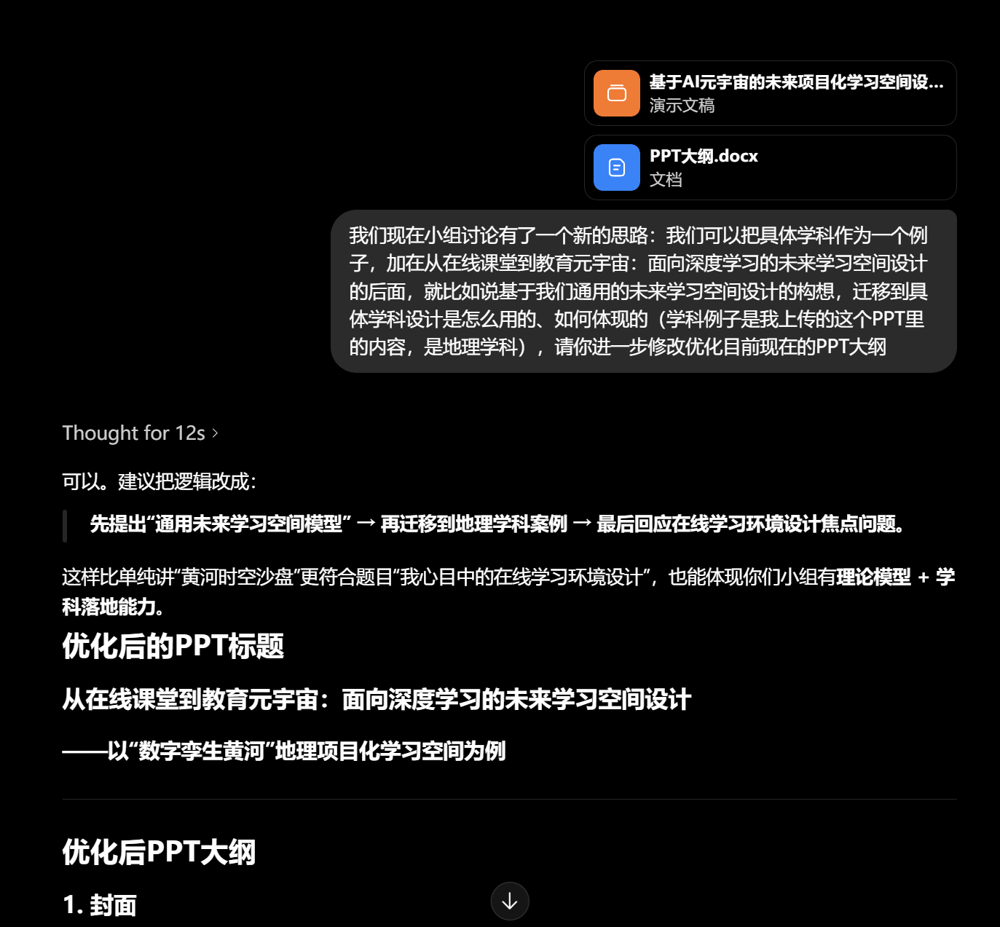 基于AI元宇宙的未来项目化学习空间设...
演示文稿
PPT大纲.docx
文档
我们现在小组讨论有了一个新的思路：我们可以把具体学科作为一个例
子，加在从在线课堂到教育元宇宙：面向深度学习的未来学习空间设计
的后面，就比如说基于我们通用的未来学习空间设计的构想，迁移到具
体学科设计是怎么用的、如何体现的（学科例子是我上传的这个PPT里
的内容，是地理学科），请你进一步修改优化目前现在的PPT大纲
Thought for 12s >
可以。建议把逻辑改成：
先提出“通用未来学习空间模型” → 再迁移到地理学科案例 → 最后回应在线学习环境设计焦点问题。
这样比单纯讲“黄河时空沙盘”更符合题目“我心目中的在线学习环境设计”，也能体现你们小组有理论模型 + 学
科落地能力。
优化后的PPT标题
从在线课堂到教育元宇宙：面向深度学习的未来学习空间设计
——以“数字孪生黄河”地理项目化学习空间为例
优化后PPT大纲
1. 封面